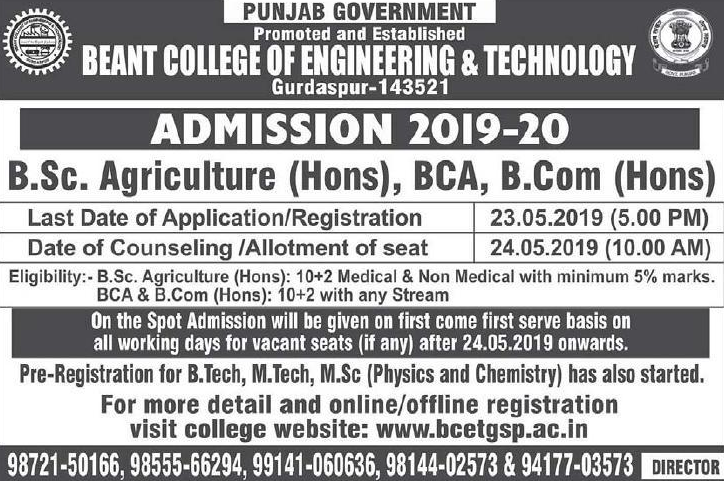 PUNJAB GOVERNMENT
Promoted and Established
BEANT COLLEGE OF ENGINEERING & TECHNOLOGY
Gurdaspur-143521
ADMISSION 2019-20
B.Sc. Agriculture (Hons), BCA, B.Com (Hons)
Last Date of Application/Registration 23.05.2019 (5.00 PM)
Date of Counseling /Allotment of seat 24.05.2019 (10.00 AM)
Eligibility:- B.Sc. Agriculture (Hons): 10+2 Medical & Non Medical with minimum 5% marks.
BCA & B.Com (Hons): 10+2 with any Stream
On the Spot Admission will be given on first come first serve basis on
all working days for vacant seats (if any) after 24.05.2019 onwards.
Pre-Registration for B.Tech, M.Tech, M.Sc (Physics and Chemistry) has also started.
For more detail and online/offline registration
visit college website: www.bcetgsp.ac.in
98721-50166, 98555-66294, 99141-060636, 98144-02573 & 94177-03573 DIRECTOR